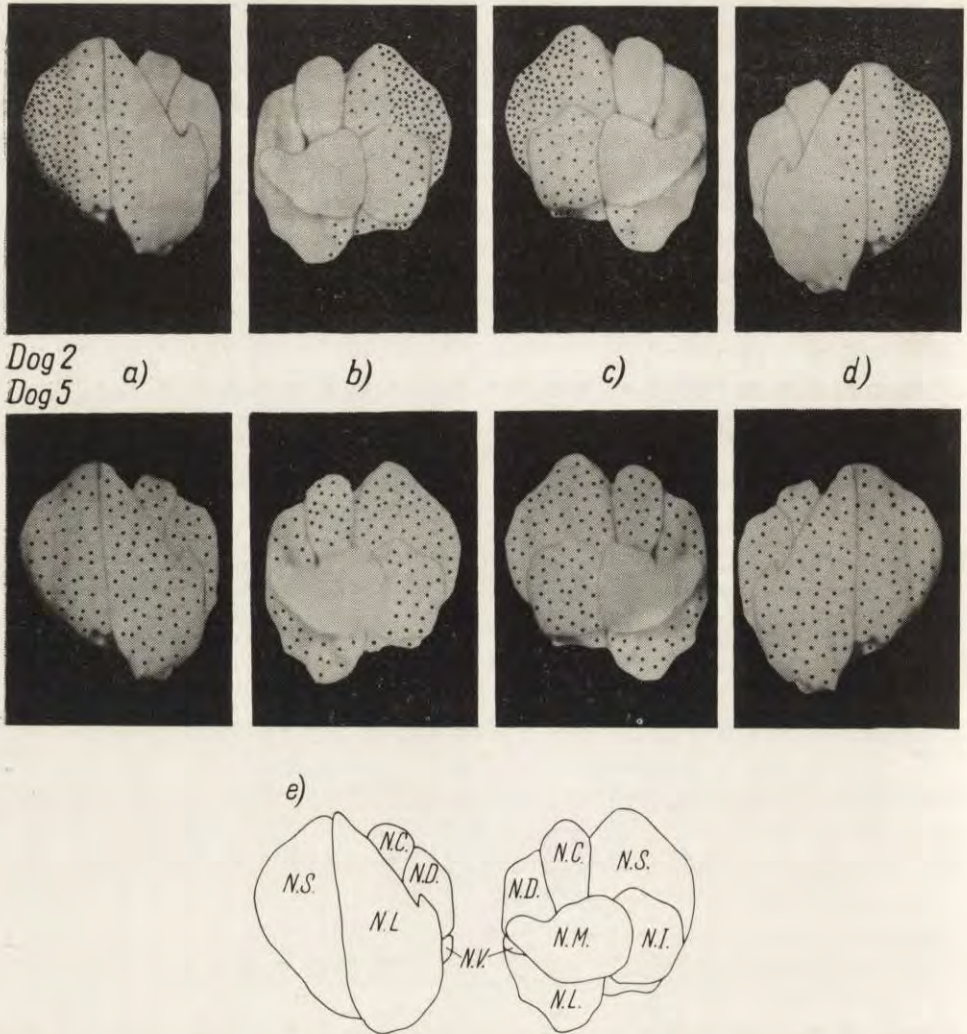 Dog 2
Dog 5
a)
b)
c)
d)
e)
N.S.
N.L
N.C.
N.D.
N.V.
N.D.
N.C.
N.S.
N.M.
N.I.
N.L.